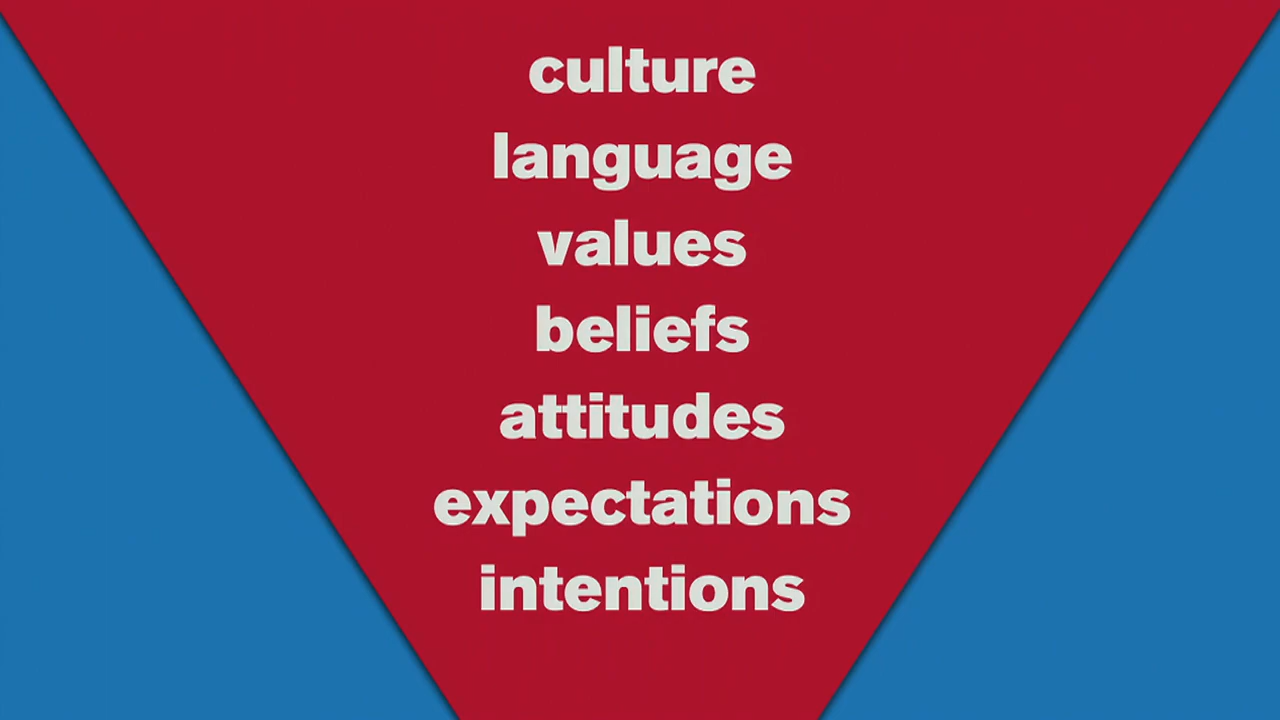 culture
language
values
beliefs
attitudes
expectations
intentions